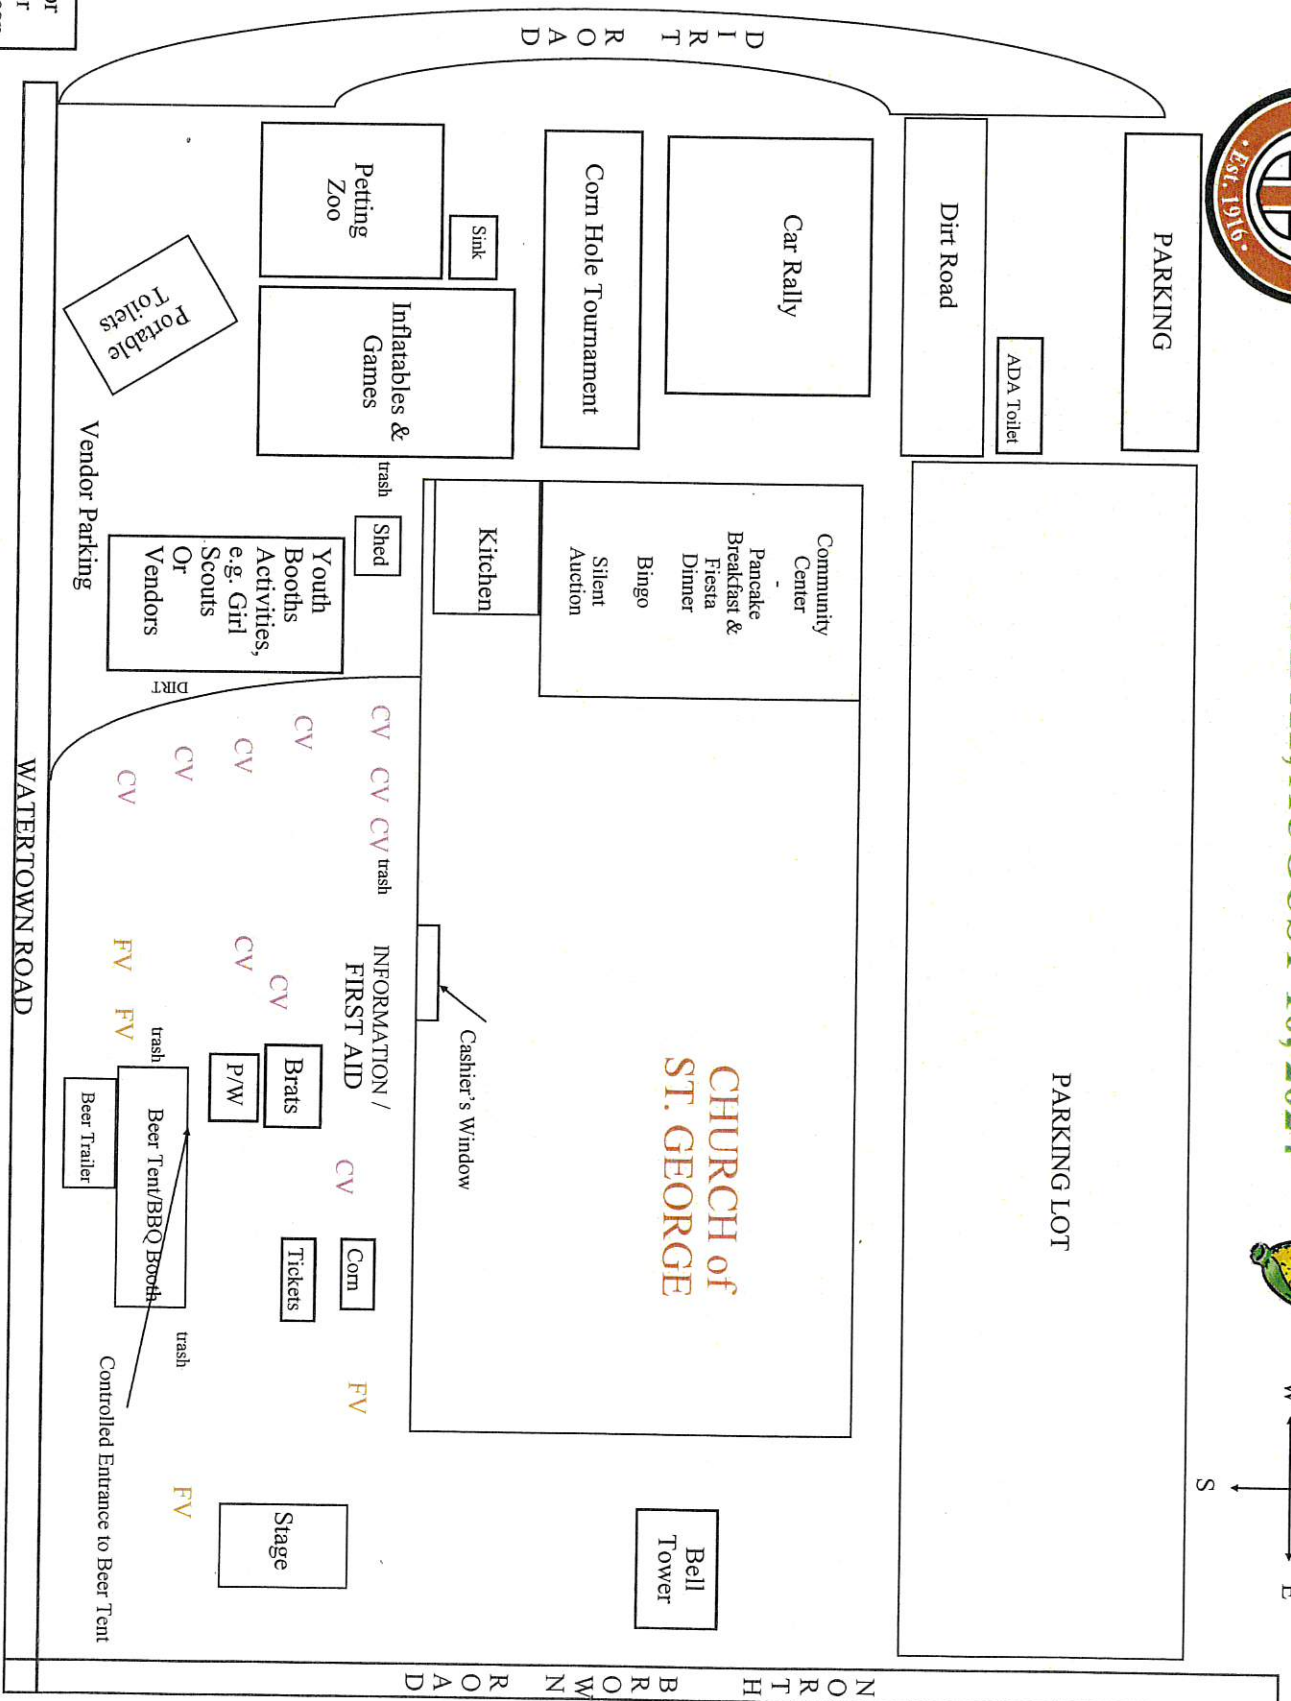 · Est. 1916 ·
W
E
S
PARKING
ADA Toilet
Dirt Road
PARKING LOT
DIRT ROAD
Car Rally
Corn Hole Tournament
Community
Center
-
Pancake
Breakfast &
Fiesta
Dinner
Bingo
Silent
Auction
Kitchen
CHURCH of
ST. GEORGE
Bell
Tower
NORTH BROWN ROAD
Sink
Petting
Zoo
Inflatables &
Games
trash
Shed
Cashier's Window
INFORMATION /
FIRST AID
trash
CV CV CV
CV
CV
CV
CV
CV
CV
CV
Brats
P/W
Corn
Tickets
FV
FV
FV FV
Stage
Portable
Toilets
Vendor Parking
Youth
Booths
Activities,
e.g. Girl
Scouts
Or
Vendors
DIRT
trash
Beer Tent/BBQ Booth
trash
Beer Trailer
Controlled Entrance to Beer Tent
WATERTOWN ROAD